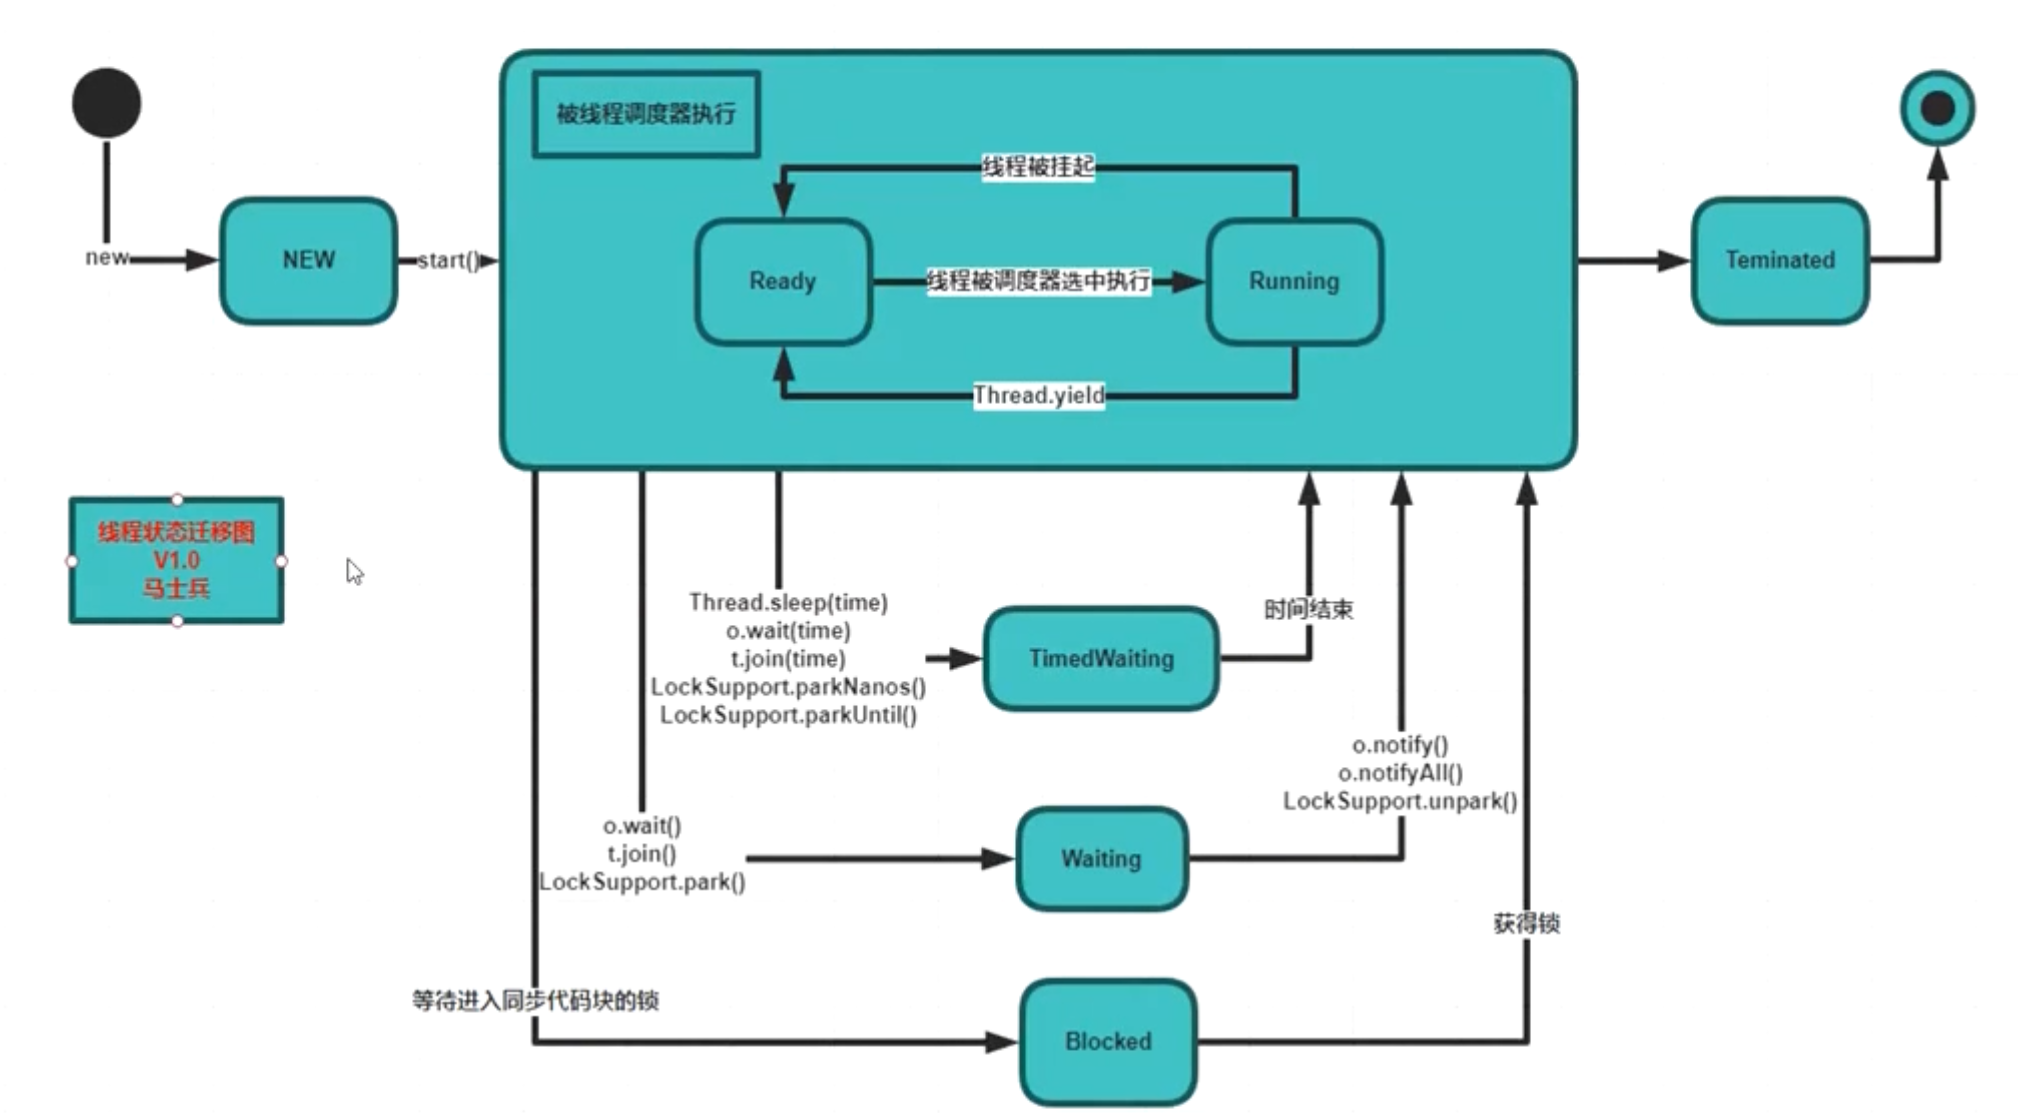 被线程调度器执行
线程被挂起
new
NEW
start()
Ready
线程被调度器选中执行
Running
Teminated
Thread.yield
线程状态迁移图
V1.0
马士兵
Thread.sleep(time)
o.wait(time)
t.join(time)
LockSupport.parkNanos()
LockSupport.parkUntil()
TimedWaiting
时间结束
o.notify()
o.notifyAll()
LockSupport.unpark()
o.wait()
t.join()
LockSupport.park()
Waiting
获得锁
等待进入同步代码块的锁
Blocked